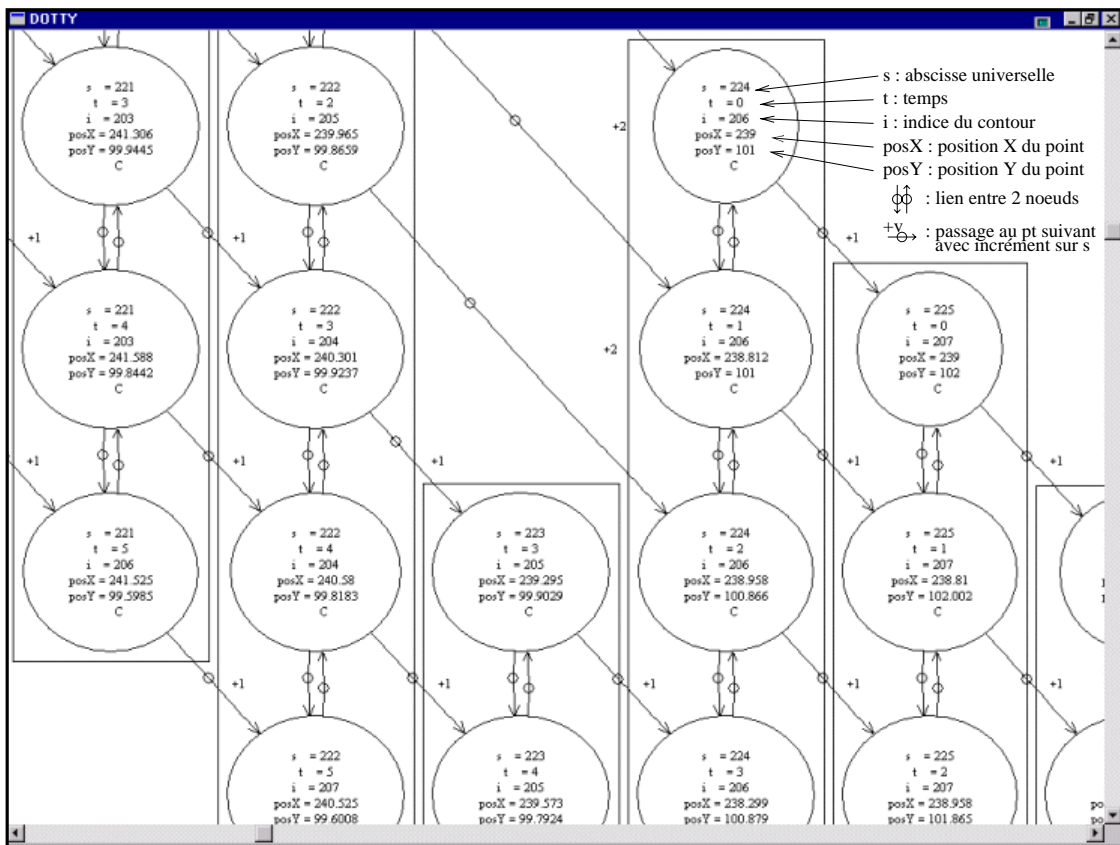 DOTTY
s = 221
t = 3
i = 203
posX = 241.306
posY = 99.9445
C
s = 222
t = 2
i = 205
posX = 239.965
posY = 99.8659
C
+2
s = 224
t = 0
i = 206
posX = 239
posY = 101
C
s : abscisse universelle
t : temps
i : indice du contour
posX : position X du point
posY : position Y du point
: lien entre 2 noeuds
+v : passage au pt suivant
avec incrément sur s
+1
+1
+1
s = 221
t = 4
i = 203
posX = 241.588
posY = 99.8442
C
s = 222
t = 3
i = 204
posX = 240.301
posY = 99.9237
C
+2
s = 224
t = 1
i = 206
posX = 238.812
posY = 101
C
s = 225
t = 0
i = 207
posX = 239
posY = 102
C
+1
+1
+1
+1
+1
s = 221
t = 5
i = 206
posX = 241.525
posY = 99.5985
C
s = 222
t = 4
i = 204
posX = 240.58
posY = 99.8183
C
s = 223
t = 3
i = 205
posX = 239.295
posY = 99.9029
C
s = 224
t = 2
i = 206
posX = 238.958
posY = 100.866
C
s = 225
t = 1
i = 207
posX = 238.81
posY = 102.002
C
+1
+1
+1
+1
+1
s = 222
t = 5
i = 207
posX = 240.525
posY = 99.6008
s = 223
t = 4
i = 205
posX = 239.573
posY = 99.7924
s = 224
t = 3
i = 206
posX = 238.299
posY = 100.879
s = 225
t = 2
i = 207
posX = 238.958
posY = 101.865